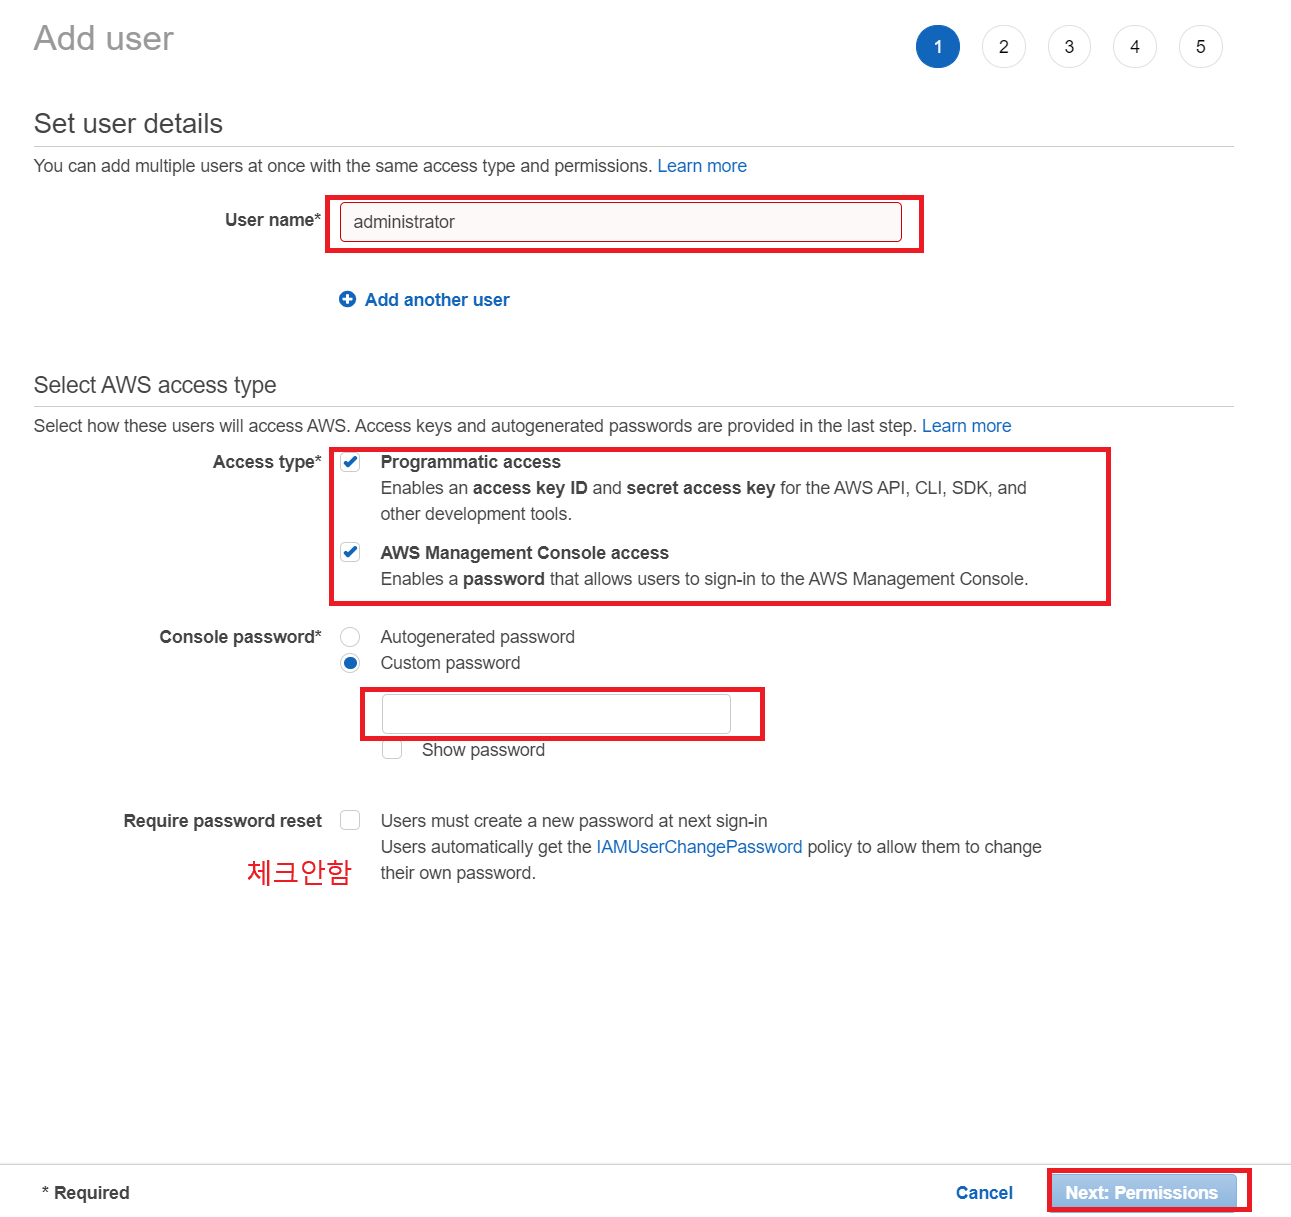 Add user
1 2 3 4 5
Set user details
You can add multiple users at once with the same access type and permissions. Learn more
User name* administrator
Add another user
Select AWS access type
Select how these users will access AWS. Access keys and autogenerated passwords are provided in the last step. Learn more
Access type* Programmatic access
Enables an access key ID and secret access key for the AWS API, CLI, SDK, and
other development tools.
AWS Management Console access
Enables a password that allows users to sign-in to the AWS Management Console.
Console password* Autogenerated password
Custom password
Show password
Require password reset Users must create a new password at next sign-in
Users automatically get the IAMUserChangePassword policy to allow them to change
체크안함 their own password.
* Required Cancel Next: Permissions